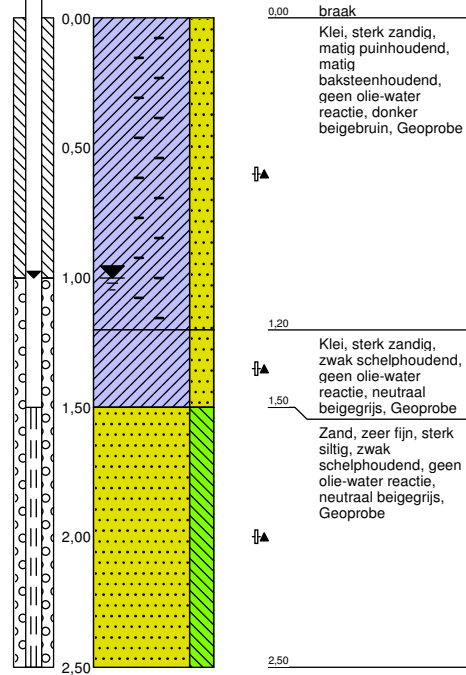 0,00
0,50
1,00
1,50
2,00
2,50
0,00 braak
Klei, sterk zandig,
matig puinhoudend,
matig
baksteenhoudend,
geen olie-water
reactie, donker
beigebruin, Geoprobe
1,20
Klei, sterk zandig,
zwak schelphoudend,
geen olie-water
reactie, neutraal
beigegrijs, Geoprobe
1,50
Zand, zeer fijn, sterk
siltig, zwak
schelphoudend, geen
olie-water reactie,
neutraal beigegrijs,
Geoprobe
2,50